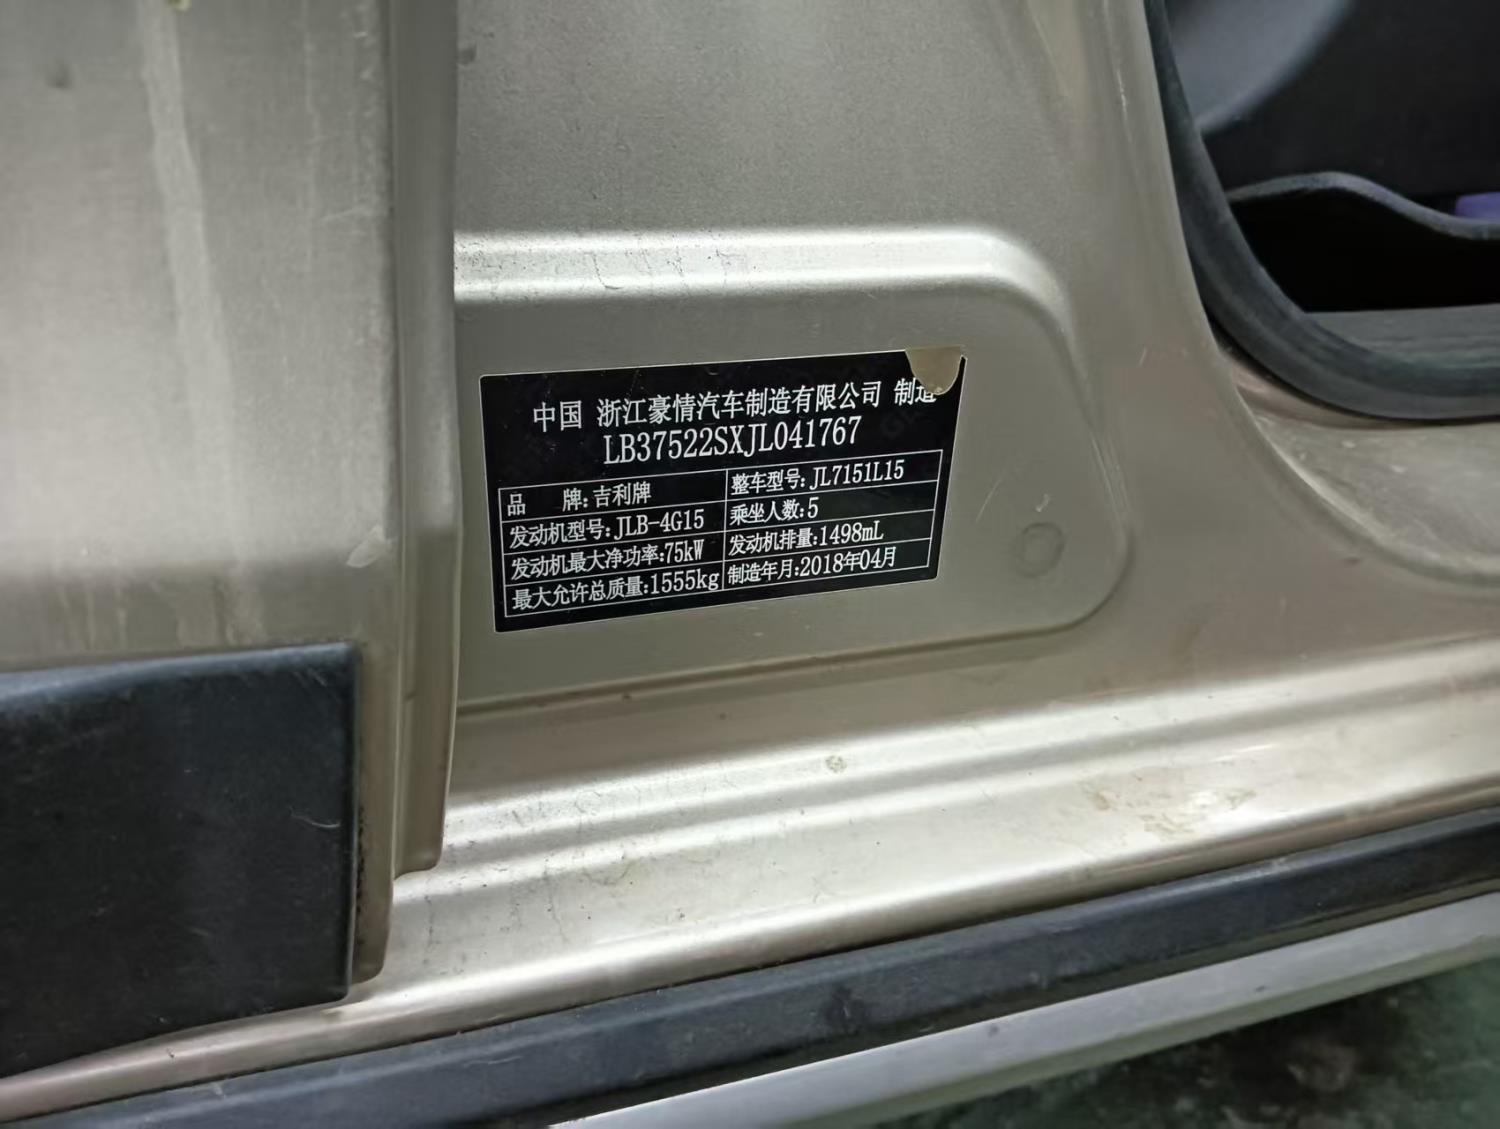 中国 浙江豪情汽车制造有限公司 制造
LB37522SXJL041767
品 牌:吉利牌 整车型号:JL7151L15
发动机型号:JLB-4G15 乘坐人数:5
发动机最大净功率:75kW 发动机排量:1498mL
最大允许总质量:1555kg 制造年月:2018年04月